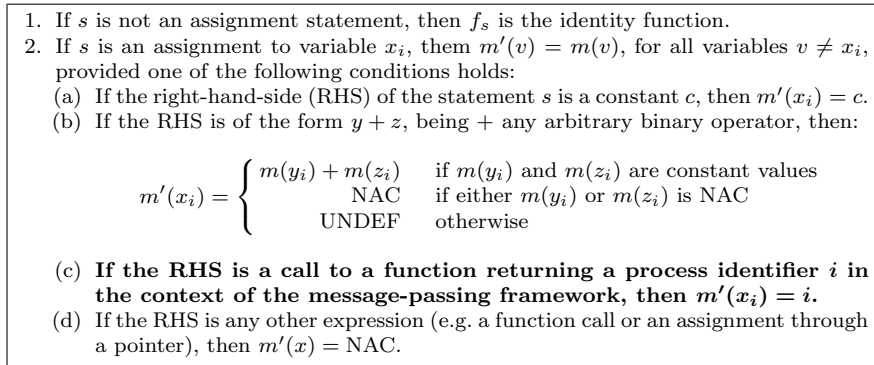 1. If s is not an assignment statement, then f_s is the identity function.
2. If s is an assignment to variable x_i, them m′(v) = m(v), for all variables v ≠ x_i,
provided one of the following conditions holds:
(a) If the right-hand-side (RHS) of the statement s is a constant c, then m′(x_i) = c.
(b) If the RHS is of the form y + z, being + any arbitrary binary operator, then:
m(y_i) + m(z_i) if m(y_i) and m(z_i) are constant values
m′(x_i) = { NAC if either m(y_i) or m(z_i) is NAC
UNDEF otherwise
(c) If the RHS is a call to a function returning a process identifier i in
the context of the message-passing framework, then m′(x_i) = i.
(d) If the RHS is any other expression (e.g. a function call or an assignment through
a pointer), then m′(x) = NAC.